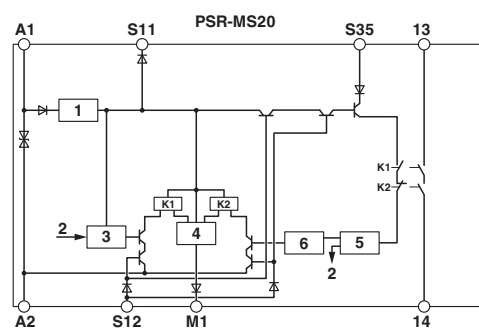 PSR-MS20
A1 S11 S35 13
1
K1 K2
K1
K2
2 3 4 6 5
2
A2 S12 M1 14